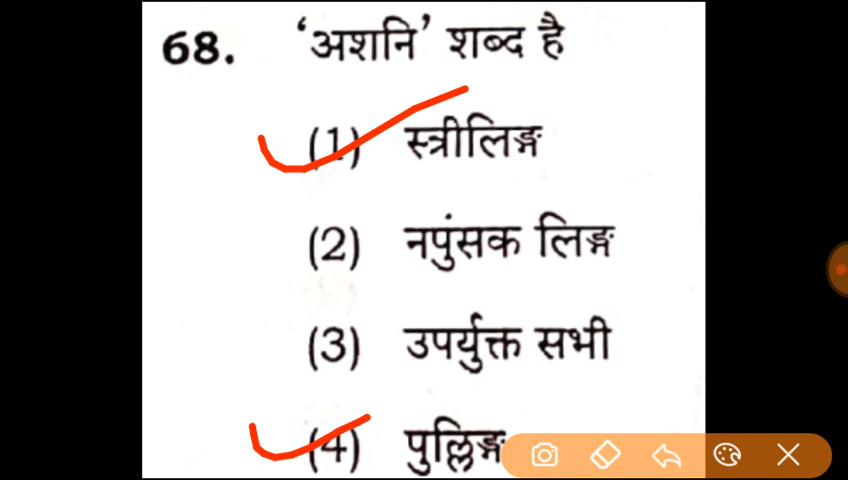 68. ‘अशनि’ शब्द है
(1) स्त्रीलिङ्ग
(2) नपुंसक लिङ्ग
(3) उपर्युक्त सभी
(4) पुल्लिङ्ग